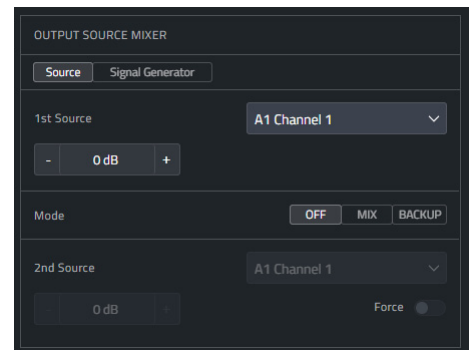 OUTPUT SOURCE MIXER
Source Signal Generator
1st Source A1 Channel 1
- 0 dB +
Mode OFF MIX BACKUP
2nd Source A1 Channel 1
- 0 dB + Force